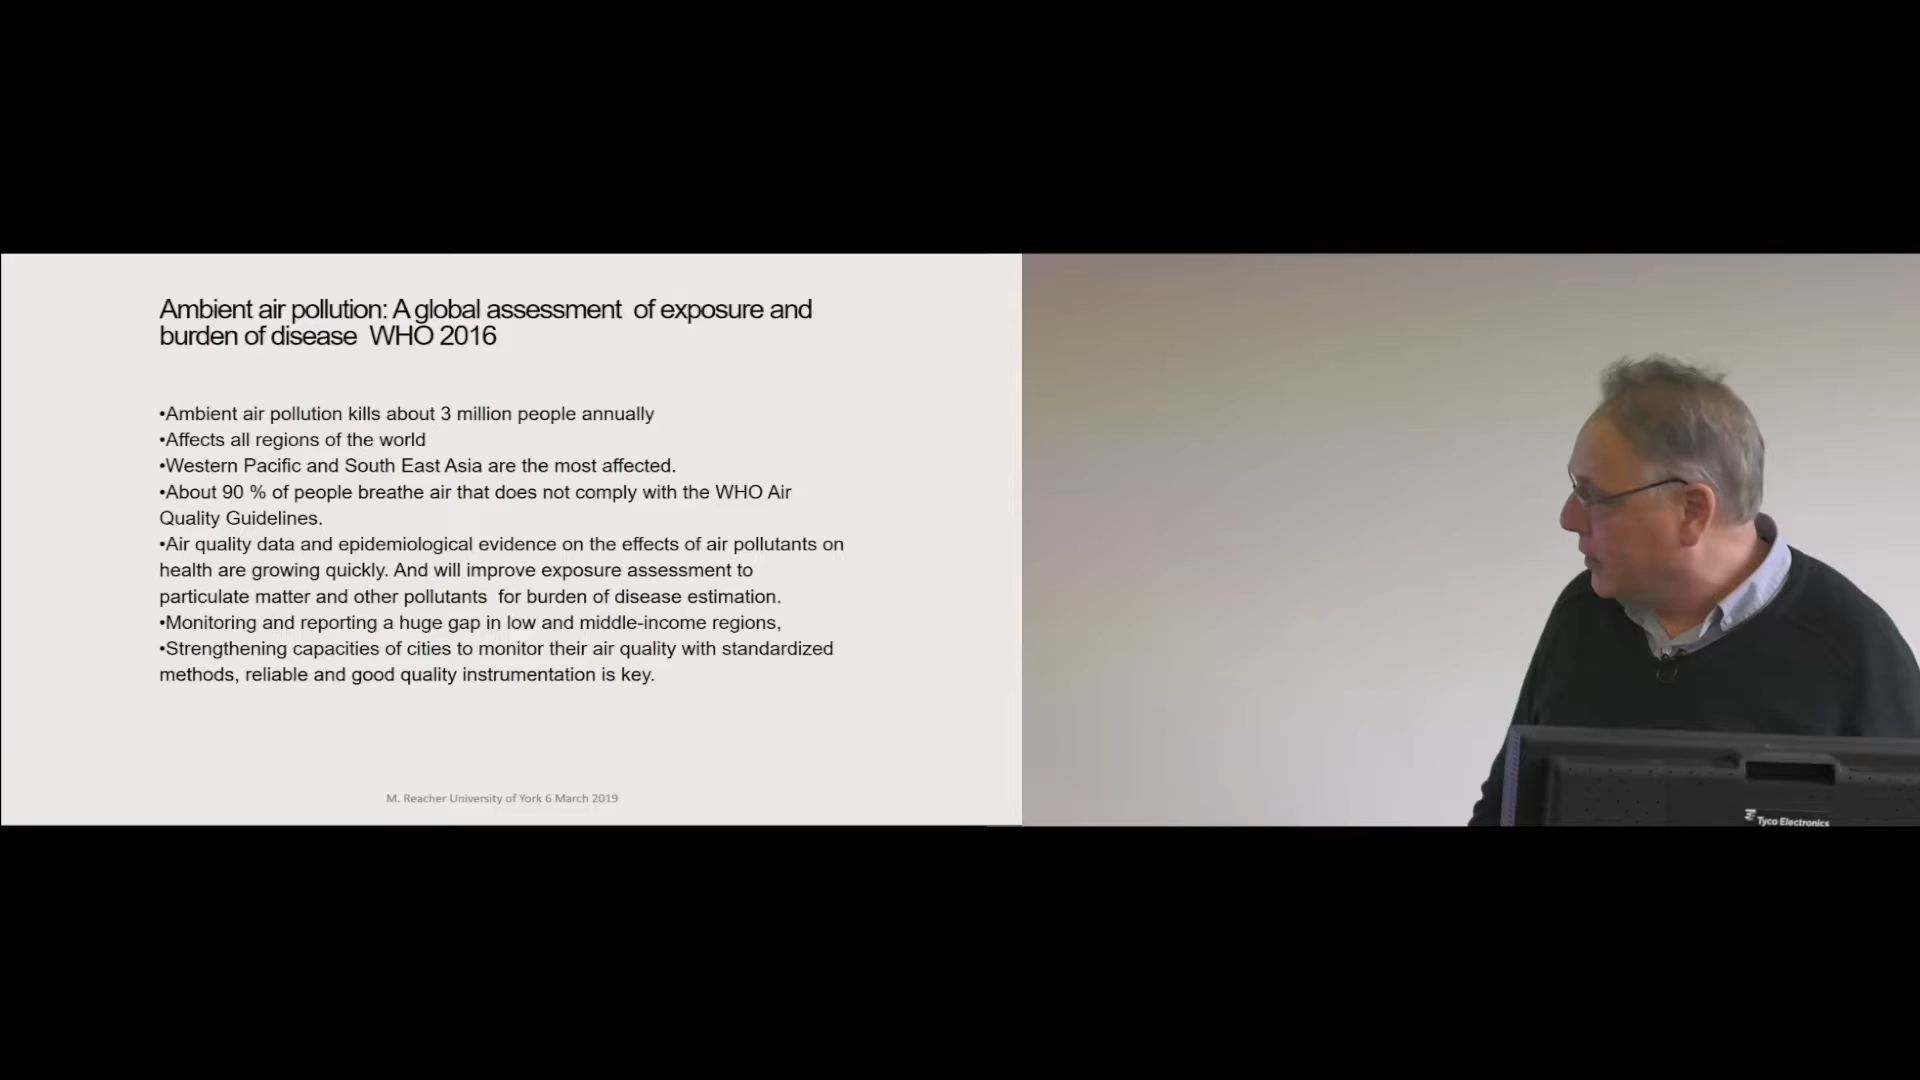 Ambient air pollution: A global assessment of exposure and
burden of disease WHO 2016
•Ambient air pollution kills about 3 million people annually
•Affects all regions of the world
•Western Pacific and South East Asia are the most affected.
•About 90 % of people breathe air that does not comply with the WHO Air
Quality Guidelines.
•Air quality data and epidemiological evidence on the effects of air pollutants on
health are growing quickly. And will improve exposure assessment to
particulate matter and other pollutants for burden of disease estimation.
•Monitoring and reporting a huge gap in low and middle-income regions,
•Strengthening capacities of cities to monitor their air quality with standardized
methods, reliable and good quality instrumentation is key.
M. Reacher University of York 6 March 2019
Tyco Electronics